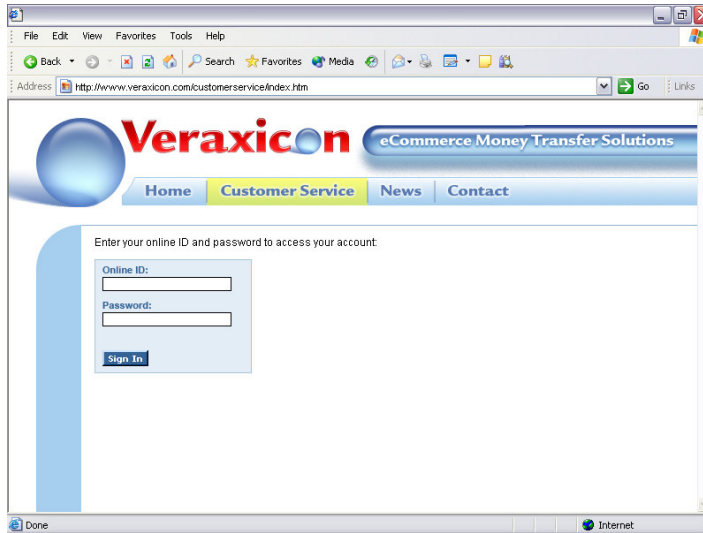 File Edit View Favorites Tools Help
Back Search Favorites Media
Address http://www.veraxicon.com/customerservice/index.htm Go Links
Veraxicon eCommerce Money Transfer Solutions
Home Customer Service News Contact
Enter your online ID and password to access your account:
Online ID:
Password:
Sign In
Done Internet